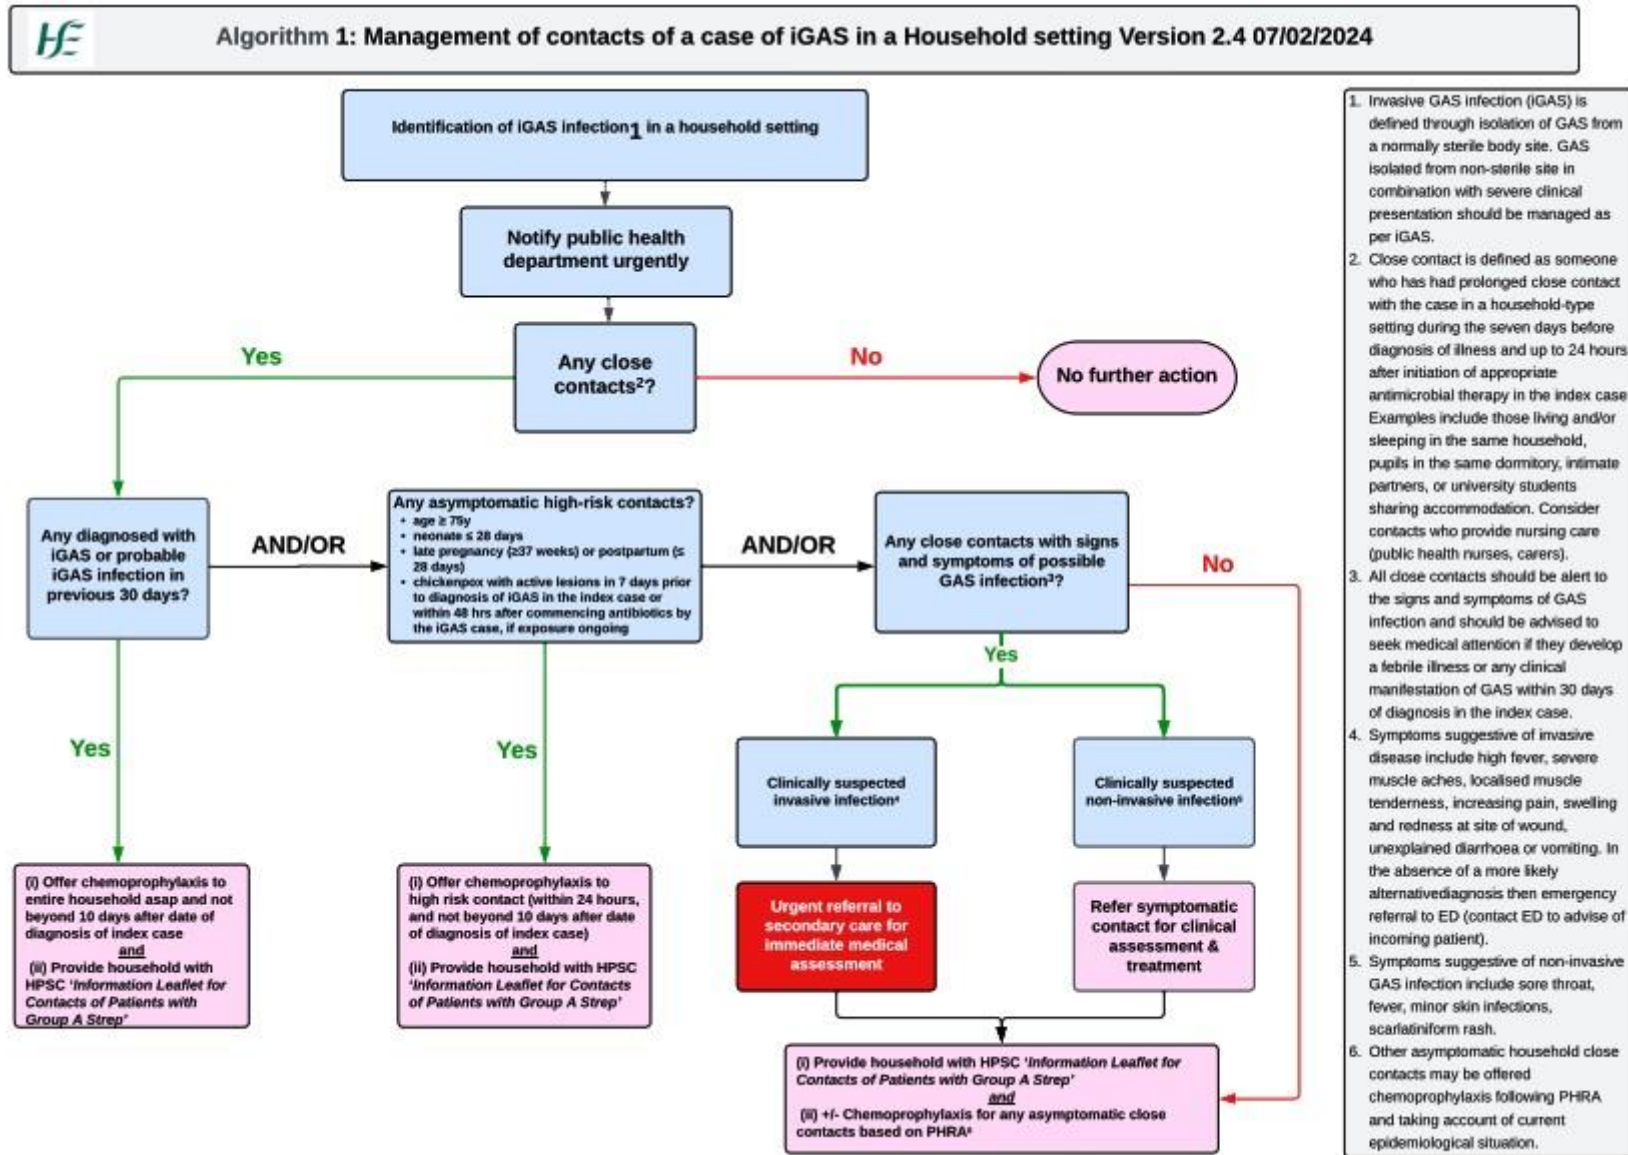 HSE
Algorithm 1: Management of contacts of a case of iGAS in a Household setting Version 2.4 07/02/2024
Identification of iGAS infection1 in a household setting
Notify public health
department urgently
Any close
contacts²?
Yes
No
No further action
Any diagnosed with
iGAS or probable
iGAS infection in
previous 30 days?
AND/OR
Any asymptomatic high-risk contacts?
• age ≥ 75y
• neonate ≤ 28 days
• late pregnancy (≥37 weeks) or postpartum (≤
28 days)
• chickenpox with active lesions in 7 days prior
to diagnosis of iGAS in the index case or
within 48 hrs after commencing antibiotics by
the iGAS case, if exposure ongoing
AND/OR
Any close contacts with signs
and symptoms of possible
GAS infection³?
No
Yes
Yes
Yes
Clinically suspected
invasive infection⁴
Clinically suspected
non-invasive infection⁵
(i) Offer chemoprophylaxis to
entire household asap and not
beyond 10 days after date of
diagnosis of index case
and
(ii) Provide household with
HPSC ‘Information Leaflet for
Contacts of Patients with
Group A Strep’
(i) Offer chemoprophylaxis to
high risk contact (within 24 hours,
and not beyond 10 days after date
of diagnosis of index case)
and
(ii) Provide household with HPSC
‘Information Leaflet for Contacts
of Patients with Group A Strep’
Urgent referral to
secondary care for
immediate medical
assessment
Refer symptomatic
contact for clinical
assessment &
treatment
(i) Provide household with HPSC ‘Information Leaflet for
Contacts of Patients with Group A Strep’
and
(ii) +/- Chemoprophylaxis for any asymptomatic close
contacts based on PHRA⁶
1. Invasive GAS infection (iGAS) is
defined through isolation of GAS from
a normally sterile body site. GAS
isolated from non-sterile site in
combination with severe clinical
presentation should be managed as
per iGAS.
2. Close contact is defined as someone
who has had prolonged close contact
with the case in a household-type
setting during the seven days before
diagnosis of illness and up to 24 hours
after initiation of appropriate
antimicrobial therapy in the index case
Examples include those living and/or
sleeping in the same household,
pupils in the same dormitory, intimate
partners, or university students
sharing accommodation. Consider
contacts who provide nursing care
(public health nurses, carers).
3. All close contacts should be alert to
the signs and symptoms of GAS
infection and should be advised to
seek medical attention if they develop
a febrile illness or any clinical
manifestation of GAS within 30 days
of diagnosis in the index case.
4. Symptoms suggestive of invasive
disease include high fever, severe
muscle aches, localised muscle
tenderness, increasing pain, swelling
and redness at site of wound,
unexplained diarrhoea or vomiting. In
the absence of a more likely
alternativediagnosis then emergency
referral to ED (contact ED to advise of
incoming patient).
5. Symptoms suggestive of non-invasive
GAS infection include sore throat,
fever, minor skin infections,
scarlatiniform rash.
6. Other asymptomatic household close
contacts may be offered
chemoprophylaxis following PHRA
and taking account of current
epidemiological situation.